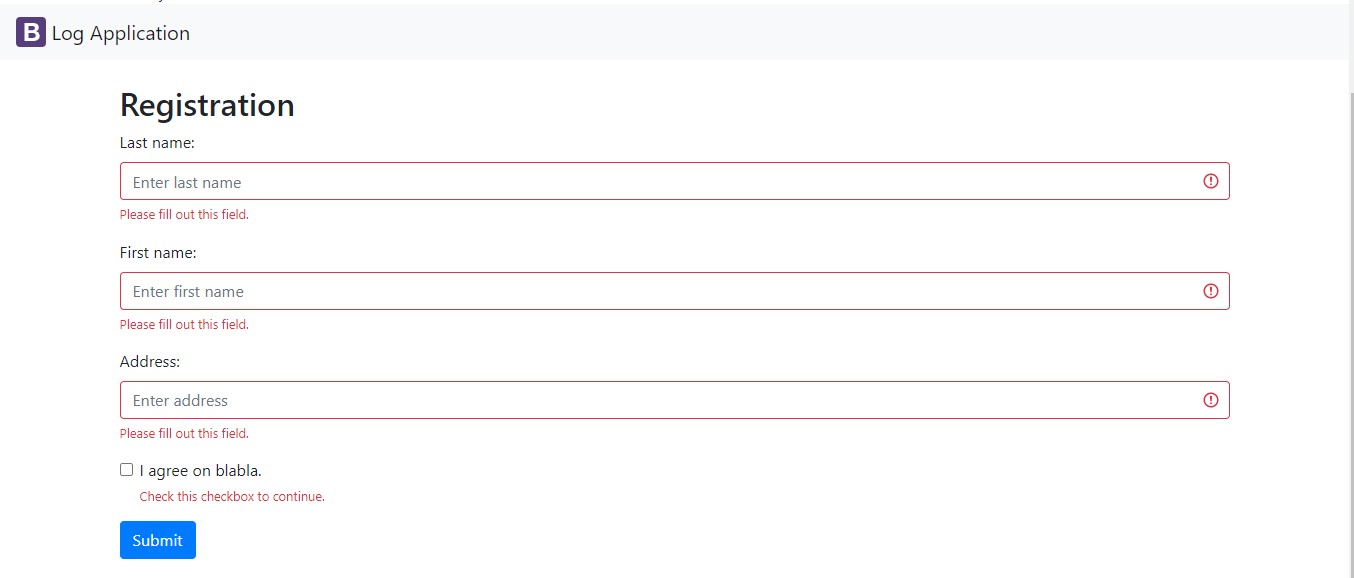 B Log Application
Registration
Last name:
Enter last name
Please fill out this field.
First name:
Enter first name
Please fill out this field.
Address:
Enter address
Please fill out this field.
I agree on blabla.
Check this checkbox to continue.
Submit